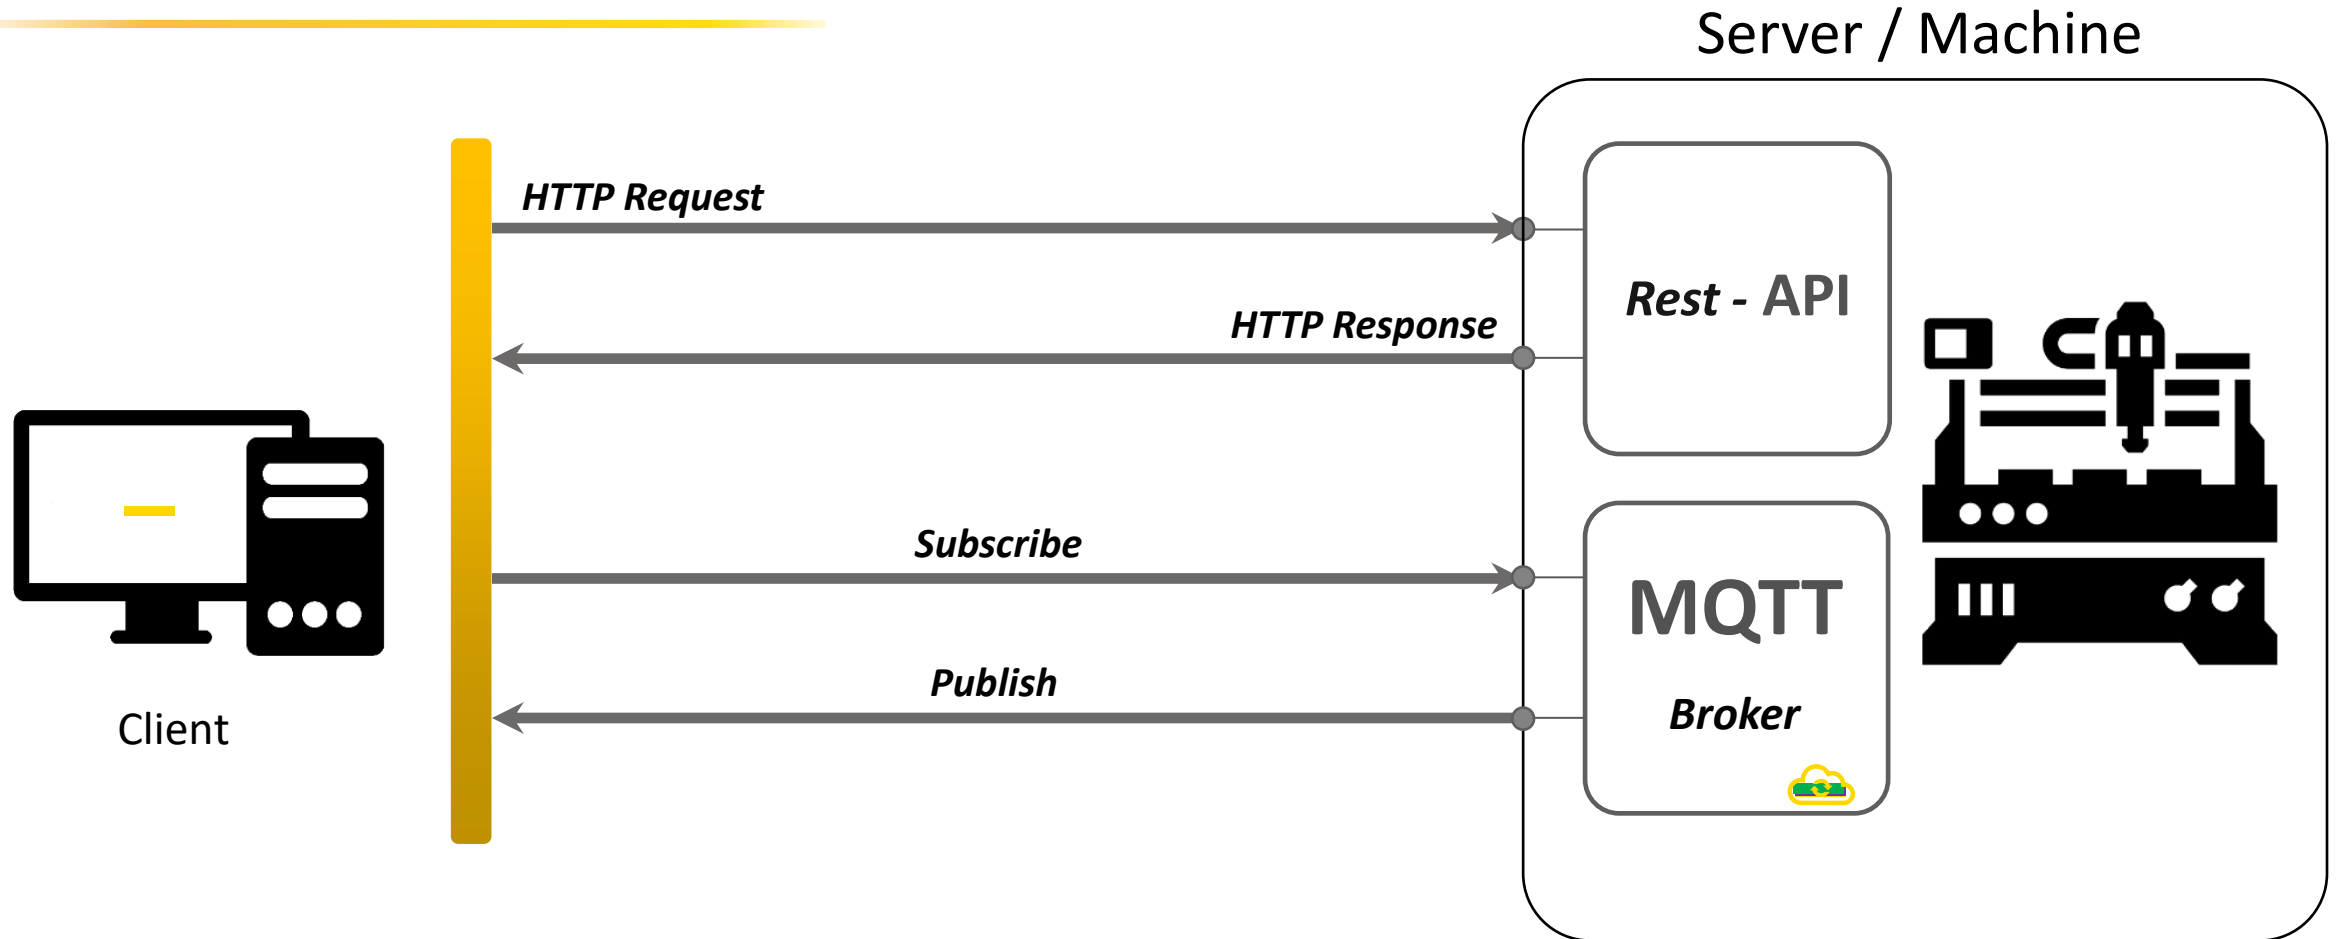 Server / Machine
HTTP Request
HTTP Response
Rest - API
Subscribe
MQTT
Publish
Broker
Client